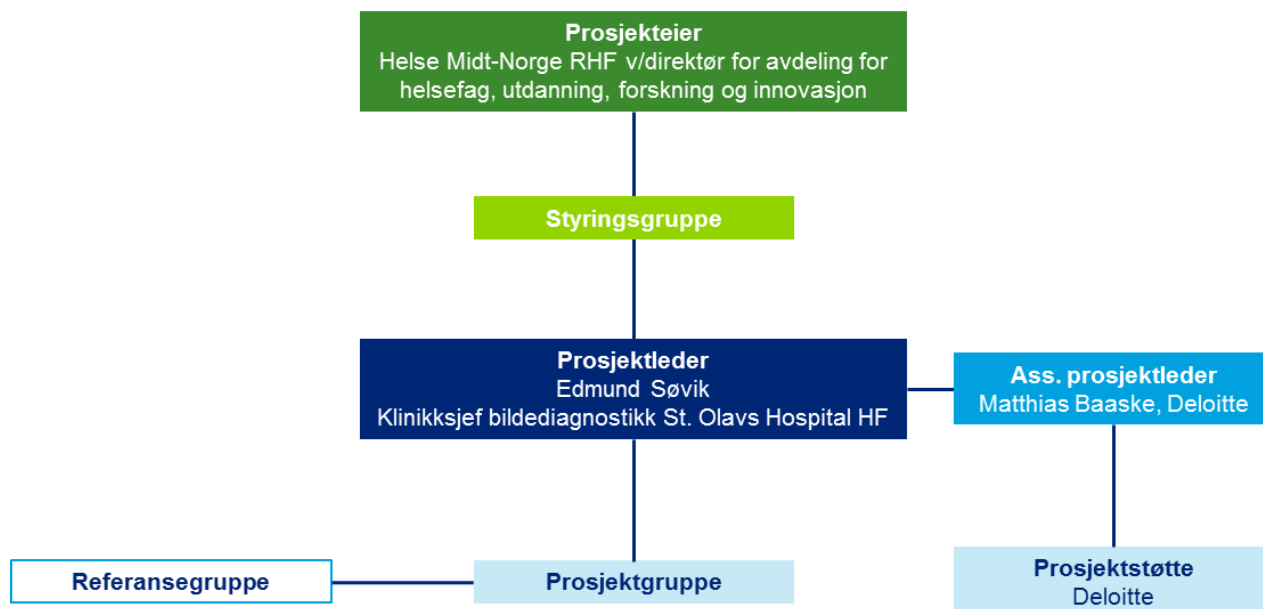 Prosjekteier
Helse Midt-Norge RHF v/direktør for avdeling for
helsefag, utdanning, forskning og innovasjon
Styringsgruppe
Prosjektleder
Edmund Søvik
Klinikksjef bildediagnostikk St. Olavs Hospital HF
Ass. prosjektleder
Matthias Baaske, Deloitte
Referansegruppe
Prosjektgruppe
Prosjektstøtte
Deloitte